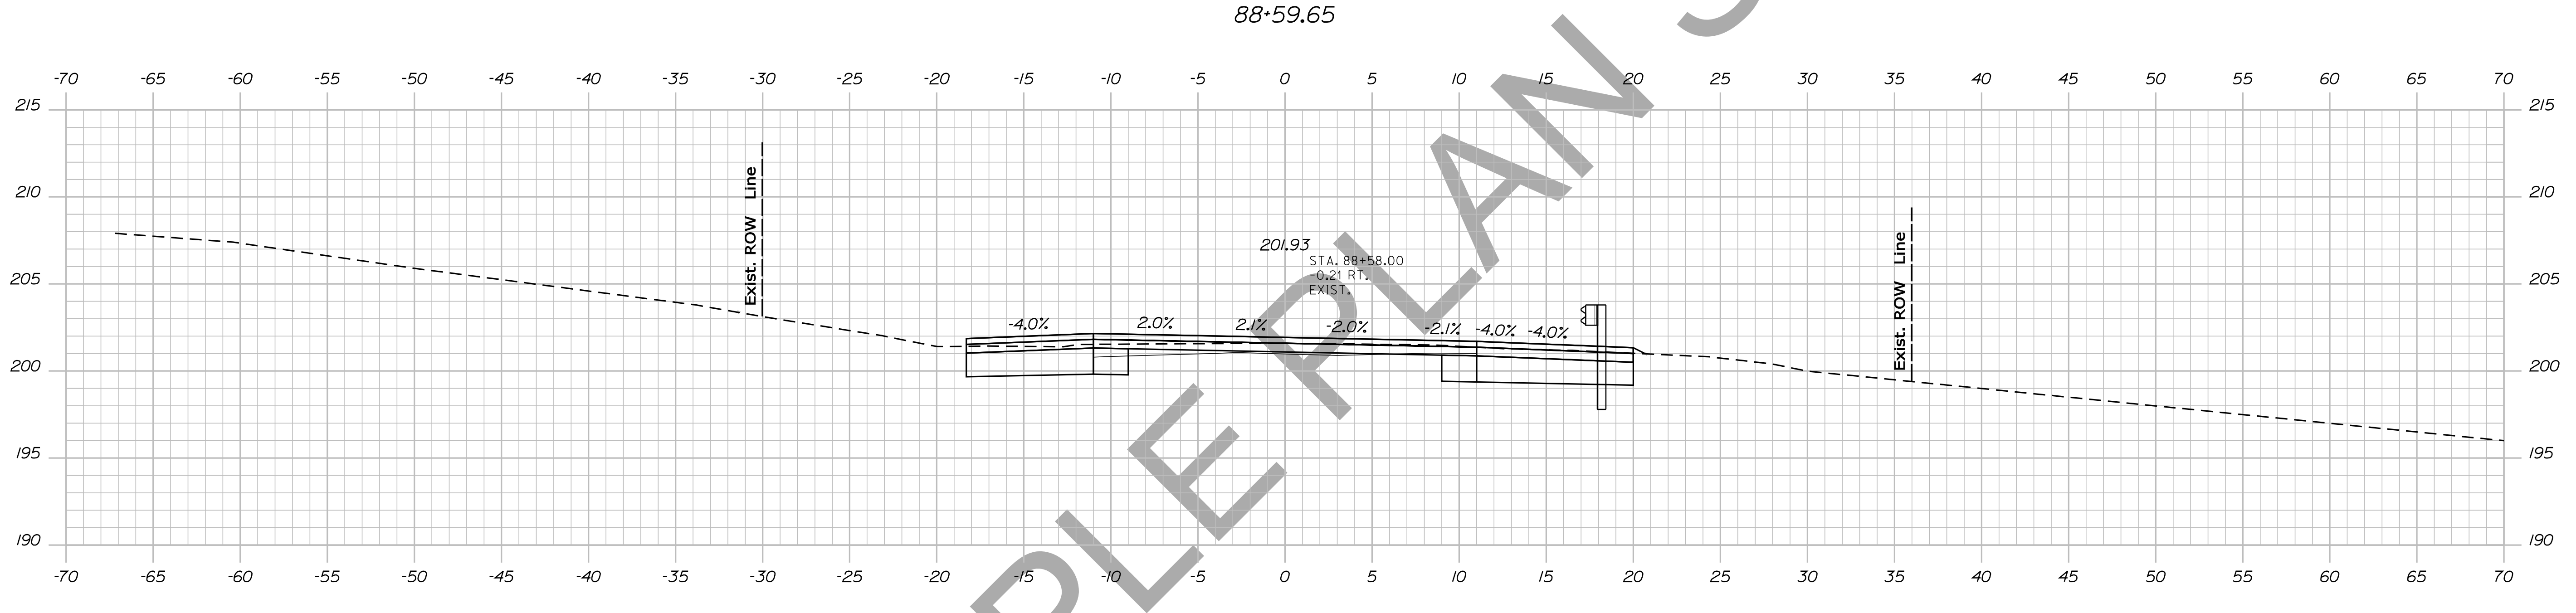 88+59.65
-70 -65 -60 -55 -50 -45 -40 -35 -30 -25 -20 -15 -10 -5 0 5 10 15 20 25 30 35 40 45 50 55 60 65 70
215 215
210 210
Exist. ROW Line
Exist. ROW Line
201.93
STA. 88+58.00
-0.21 RT.
EXIST.
205 205
-4.0% 2.0% 2.1% -2.0% -2.1% -4.0% -4.0%
200 200
195 195
190 190
-70 -65 -60 -55 -50 -45 -40 -35 -30 -25 -20 -15 -10 -5 0 5 10 15 20 25 30 35 40 45 50 55 60 65 70
PLE PLAN S